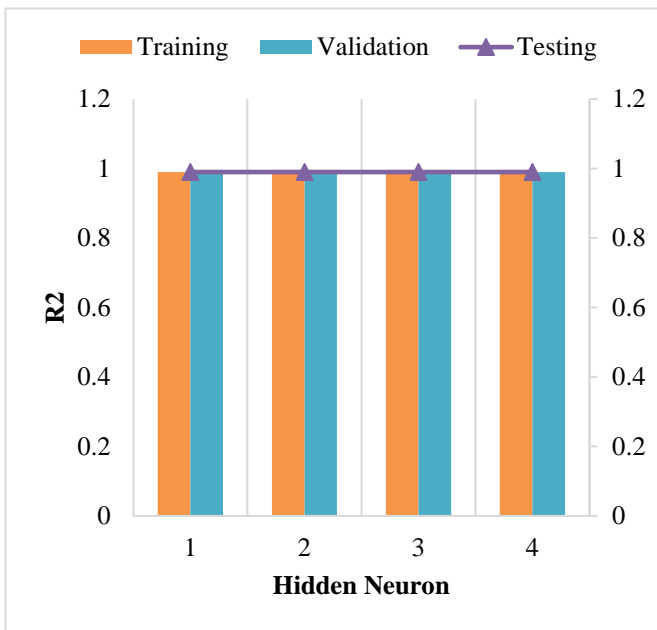 Training Validation Testing
1.2 1.2
1 1
0.8 0.8
0.6 0.6
0.4 0.4
0.2 0.2
0 0
R2
1 2 3 4
Hidden Neuron